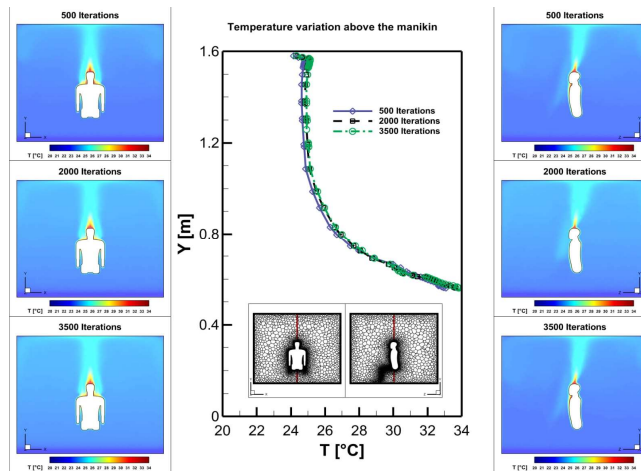 500 Iterations
T [°C]
20 21 22 23 24 25 26 27 28 29 30 31 32 33 34
2000 Iterations
T [°C]
20 21 22 23 24 25 26 27 28 29 30 31 32 33 34
3500 Iterations
T [°C]
20 21 22 23 24 25 26 27 28 29 30 31 32 33 34
Temperature variation above the manikin
1.6
1.2
0.8
0.4
0
Y [m]
500 Iterations
2000 Iterations
3500 Iterations
20 22 24 26 28 30 32 34
T [°C]
500 Iterations
T [°C]
20 21 22 23 24 25 26 27 28 29 30 31 32 33 34
2000 Iterations
T [°C]
20 21 22 23 24 25 26 27 28 29 30 31 32 33 34
3500 Iterations
T [°C]
20 21 22 23 24 25 26 27 28 29 30 31 32 33 34